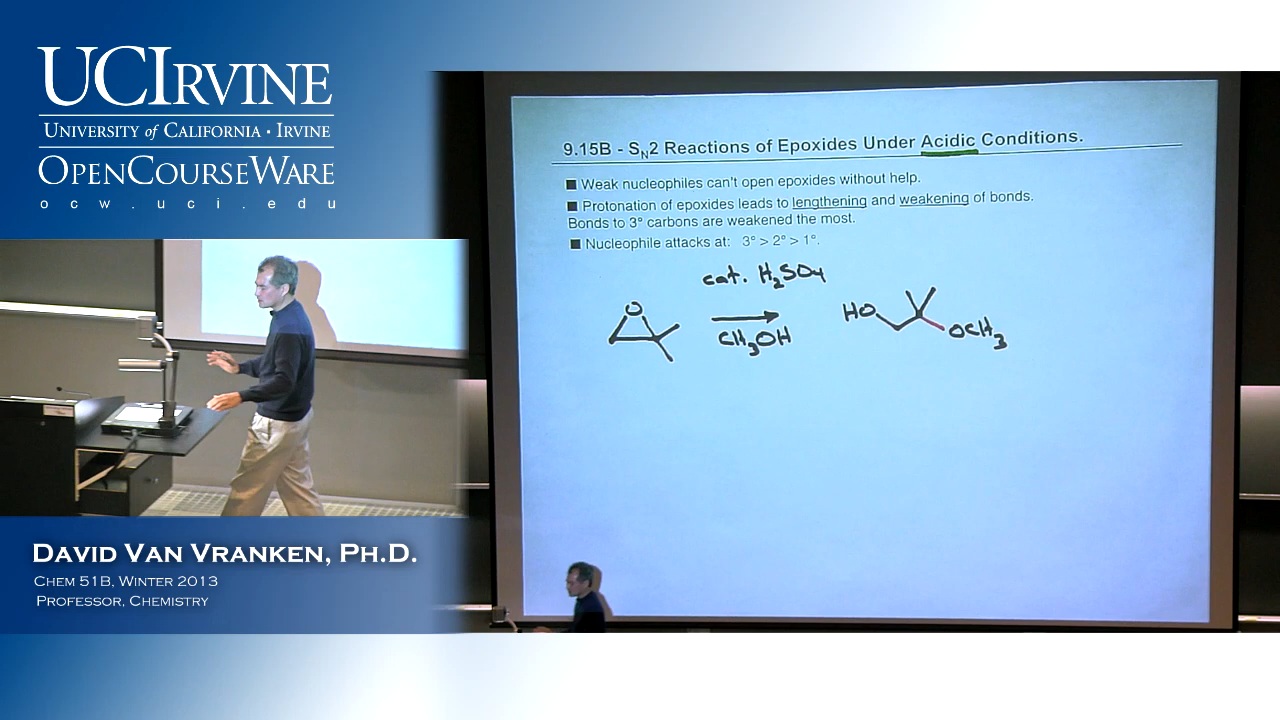 UCIRVINE
UNIVERSITY of CALIFORNIA · IRVINE
OPENCOURSEWARE
ocw.uci.edu
9.15B - SN2 Reactions of Epoxides Under Acidic Conditions.
■ Weak nucleophiles can't open epoxides without help.
■ Protonation of epoxides leads to lengthening and weakening of bonds.
Bonds to 3° carbons are weakened the most.
■ Nucleophile attacks at: 3° > 2° > 1°.
cat. H2SO4
O
CH3OH
HO
OCH3
DAVID VAN VRANKEN, PH.D.
CHEM 51B, WINTER 2013
PROFESSOR, CHEMISTRY